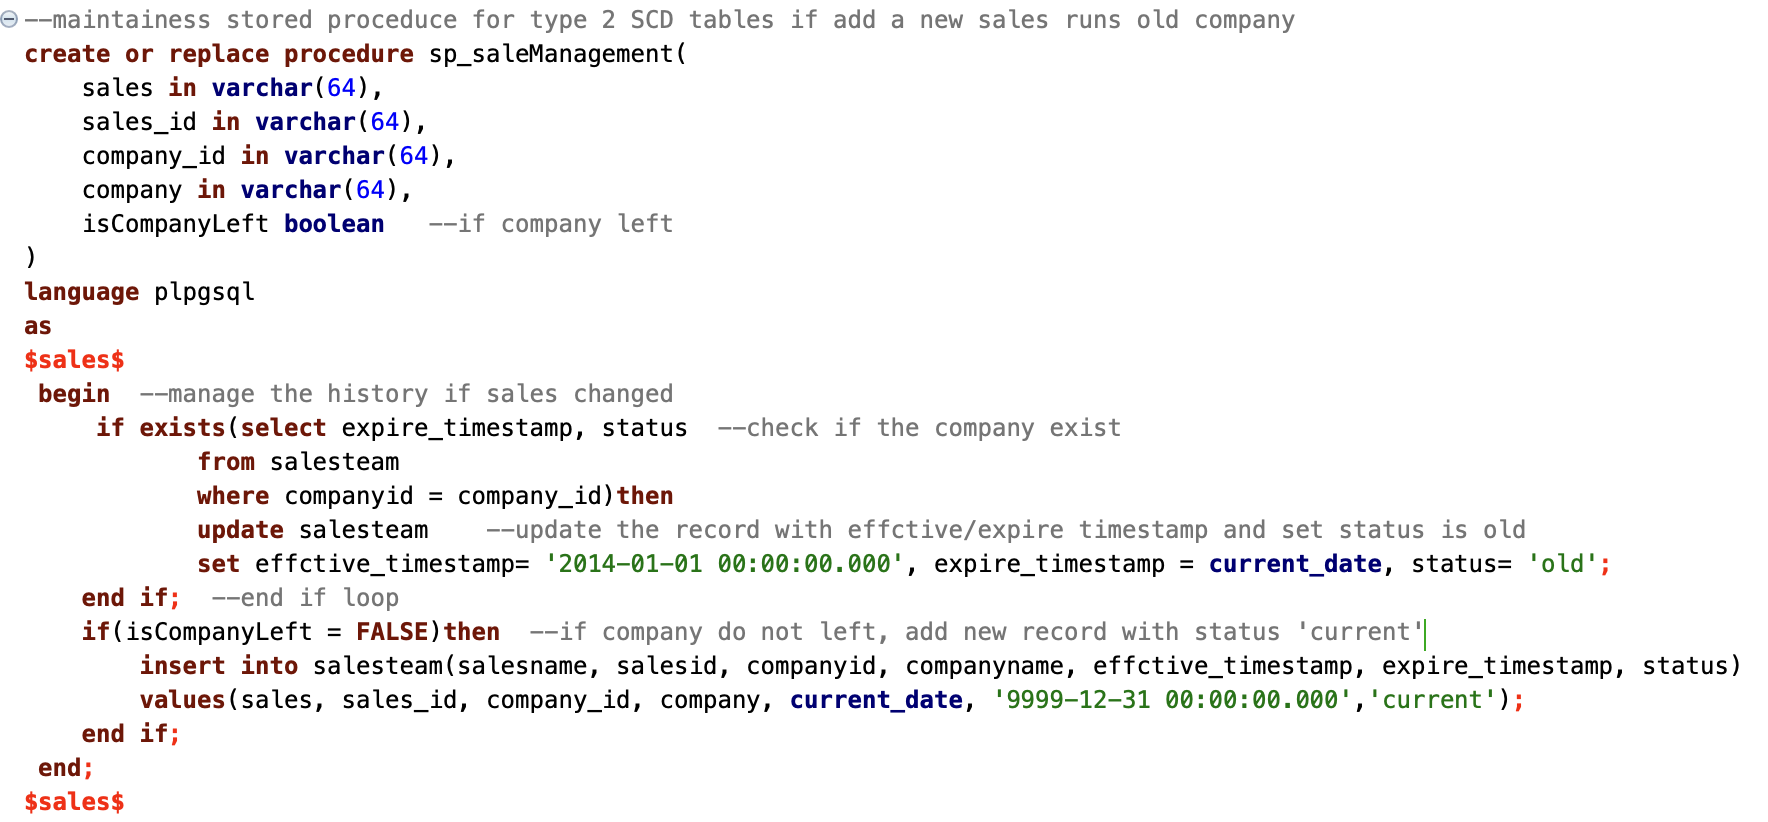 --maintainess stored proceduce for type 2 SCD tables if add a new sales runs old company
create or replace procedure sp_saleManagement(
    sales in varchar(64),
    sales_id in varchar(64),
    company_id in varchar(64),
    company in varchar(64),
    isCompanyLeft boolean   --if company left
)
language plpgsql
as
$sales$
 begin  --manage the history if sales changed
     if exists(select expire_timestamp, status  --check if the company exist
            from salesteam
            where companyid = company_id)then
            update salesteam    --update the record with effctive/expire timestamp and set status is old
            set effctive_timestamp= '2014-01-01 00:00:00.000', expire_timestamp = current_date, status= 'old';
    end if;  --end if loop
    if(isCompanyLeft = FALSE)then  --if company do not left, add new record with status 'current'
        insert into salesteam(salesname, salesid, companyid, companyname, effctive_timestamp, expire_timestamp, status)
        values(sales, sales_id, company_id, company, current_date, '9999-12-31 00:00:00.000','current');
    end if;
 end;
$sales$